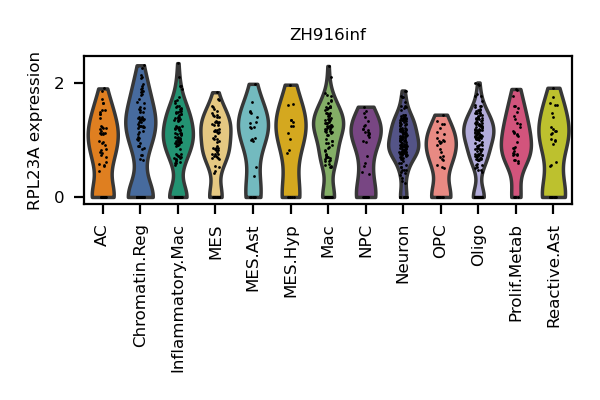 ZH916inf
RPL23A expression
2
0
AC
Chromatin.Reg
Inflammatory.Mac
MES
MES.Ast
MES.Hyp
Mac
NPC
Neuron
OPC
Oligo
Prolif.Metab
Reactive.Ast